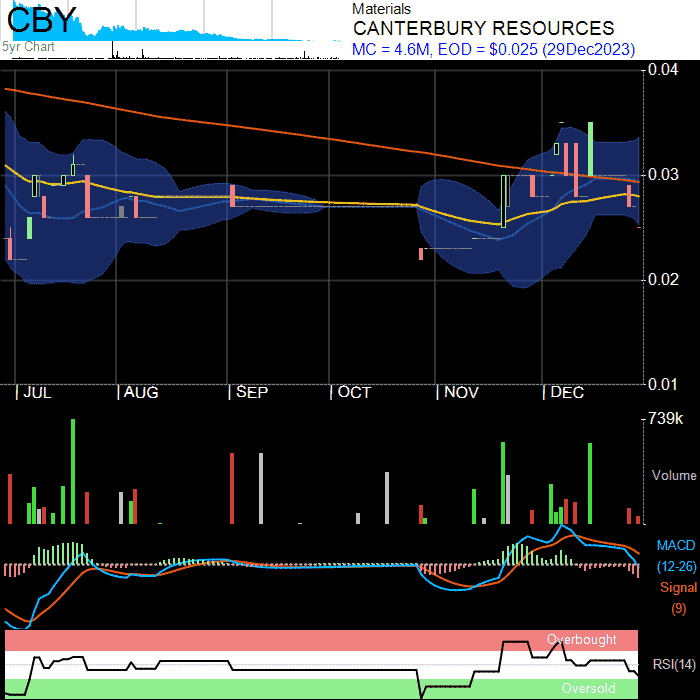 CBY
5yr Chart
Materials
CANTERBURY RESOURCES
MC = 4.6M, EOD = $0.025 (29Dec2023)
0.04
0.03
0.02
0.01
JUL
AUG
SEP
OCT
NOV
DEC
739k
Volume
MACD
(12-26)
Signal
(9)
Overbought
RSI(14)
Oversold